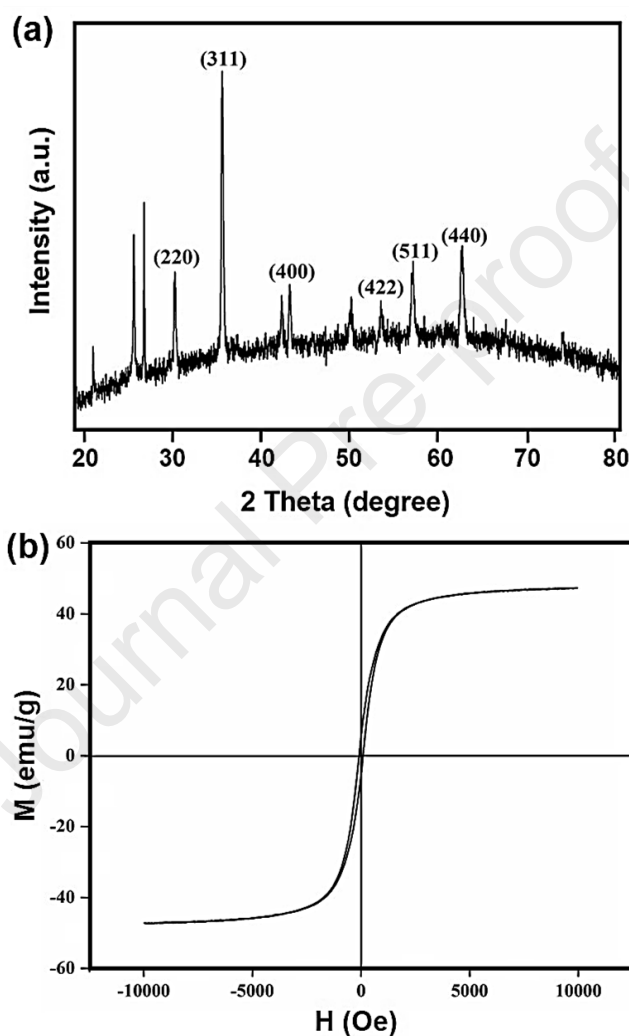 (a)
(311)
(220)
(400)
(422)
(511)
(440)
Intensity (a.u.)
20 30 40 50 60 70 80
2 Theta (degree)
(b)
60
40
20
0
-20
-40
-60
M (emu/g)
-10000 -5000 0 5000 10000
H (Oe)
Journal Pre-proof